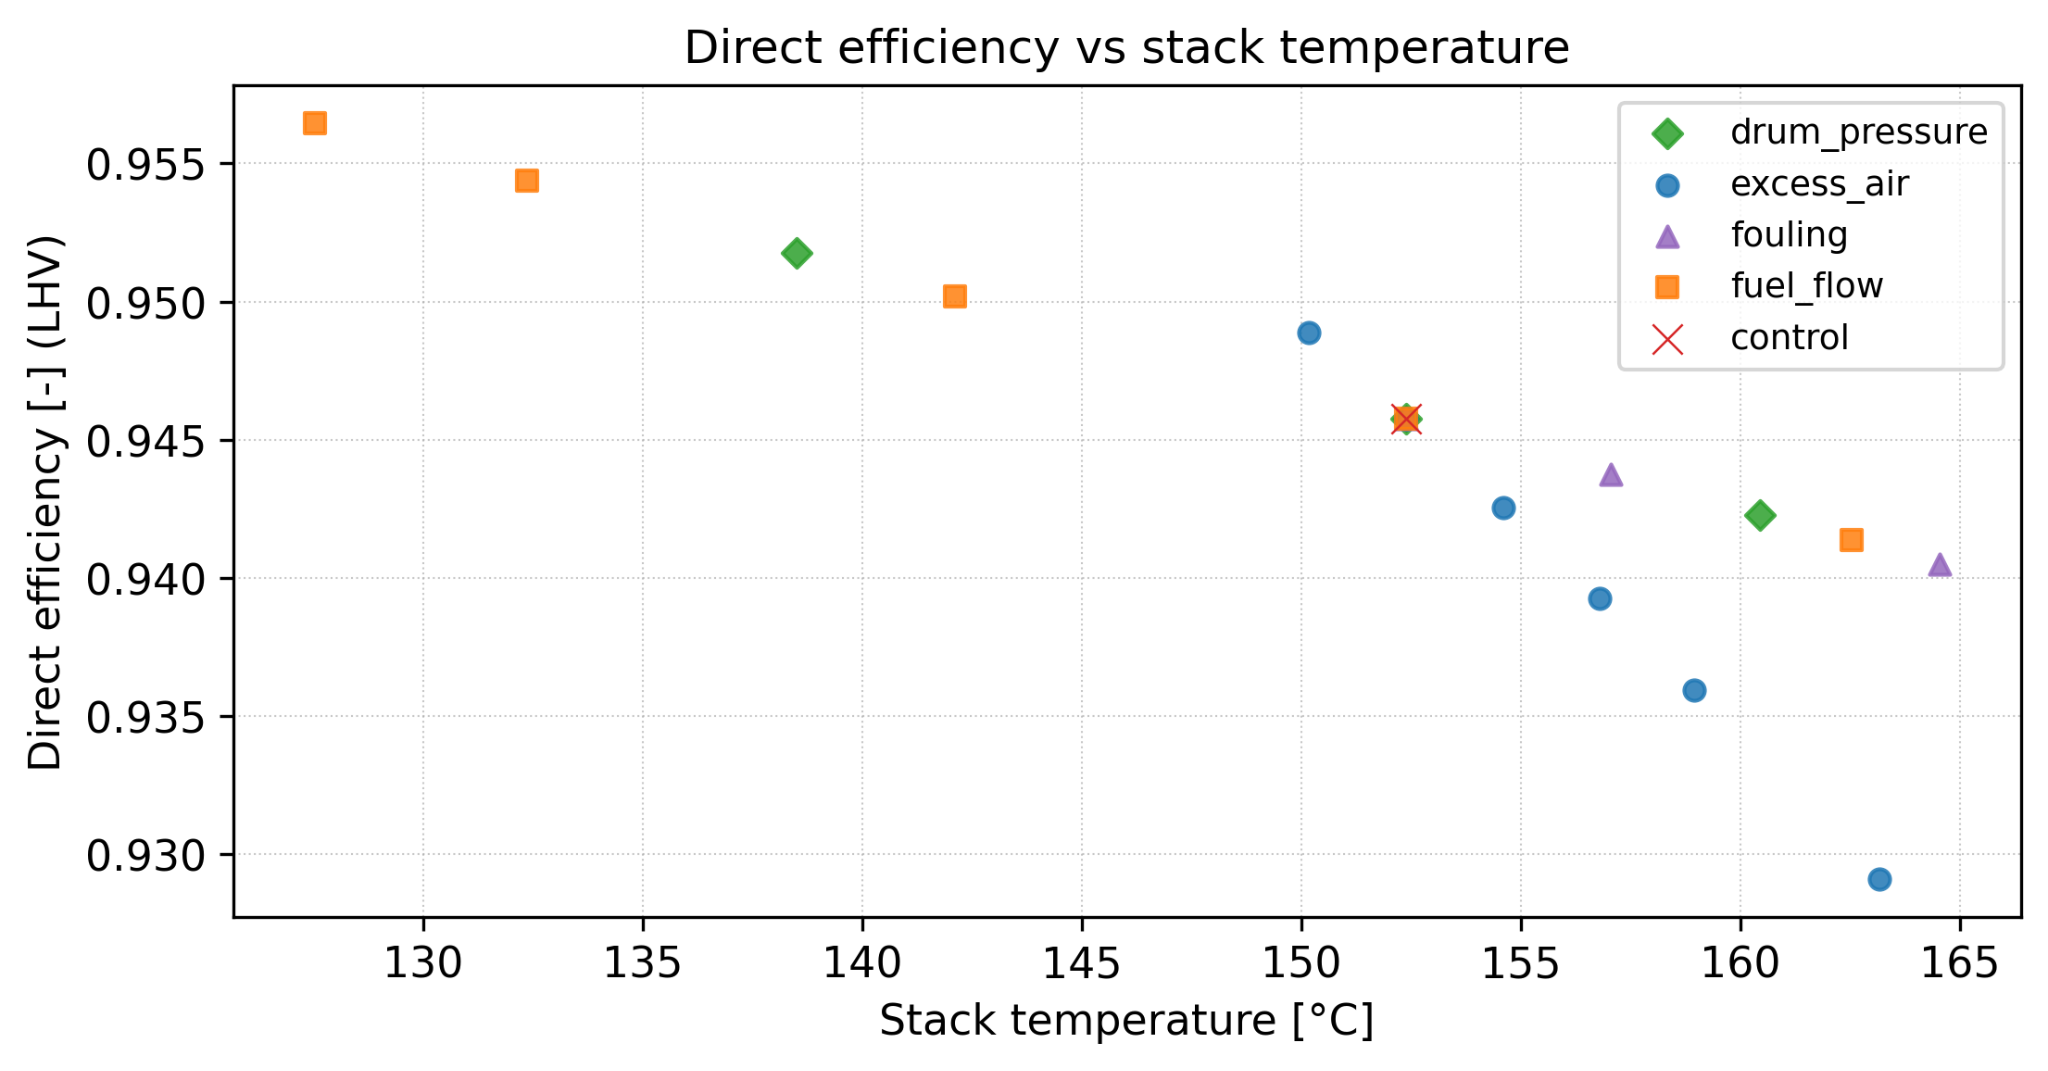 Direct efficiency vs stack temperature
drum_pressure
excess_air
fouling
fuel_flow
control
Direct efficiency [-] (LHV)
0.955
0.950
0.945
0.940
0.935
0.930
130 135 140 145 150 155 160 165
Stack temperature [°C]